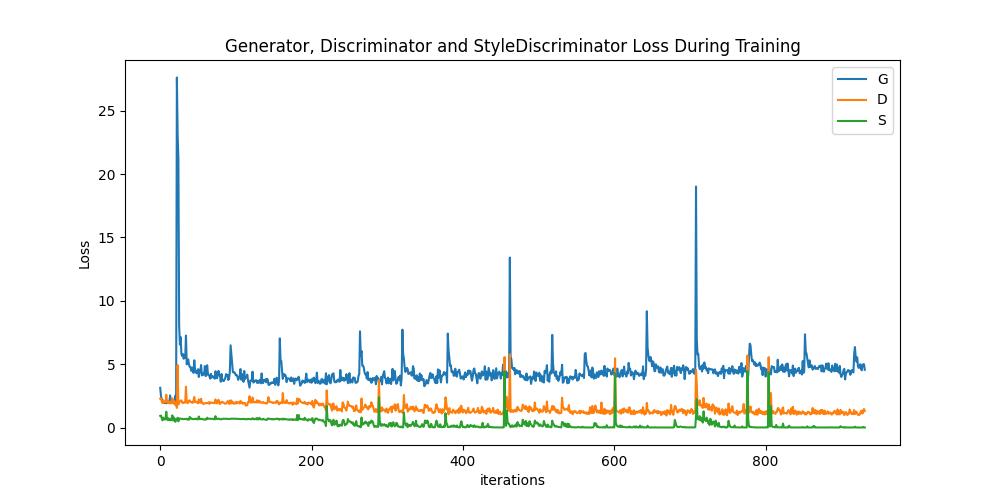 Generator, Discriminator and StyleDiscriminator Loss During Training
G
D
S
25
20
15
10
5
0
Loss
0 200 400 600 800
iterations